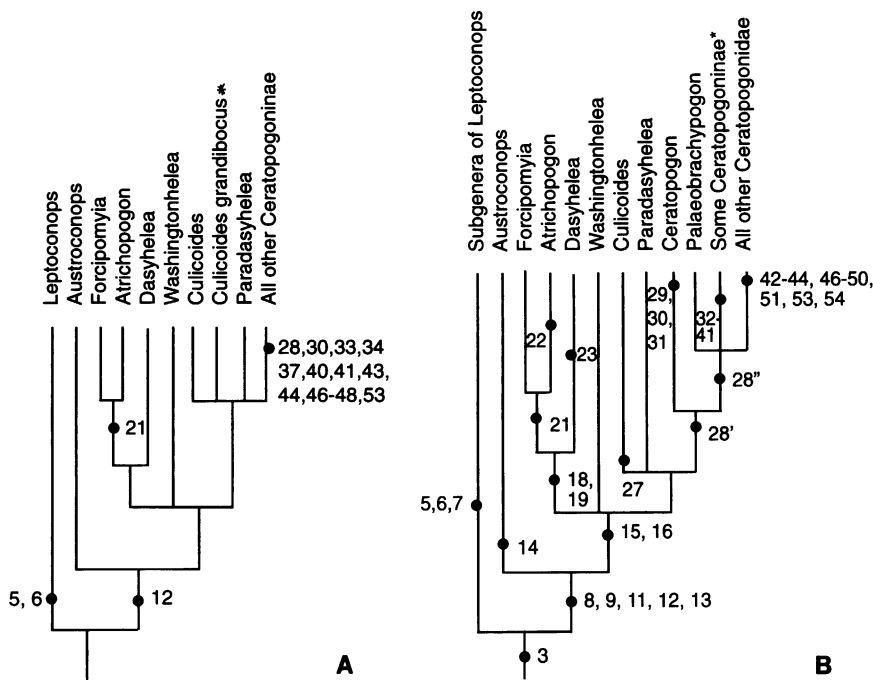 Leptoconops
Austroconops
Forcipomyia
Atrichopogon
Dasyhelea
Washingtonhelea
Culicoides
Culicoides grandibocus*
Paradasyhelea
All other Ceratopogoninae
28,30,33,34
37,40,41,43,
44,46-48,53
21
5, 6
12
A
Subgenera of Leptoconops
Austroconops
Forcipomyia
Atrichopogon
Dasyhelea
Washingtonhelea
Culicoides
Paradasyhelea
Ceratopogon
Palaeobrachypogon
Some Ceratopogoninae*
All other Ceratopogonidae
42-44, 46-50,
51, 53, 54
29,
30,
31
32-
41
22
23
28”
21
28’
18,
19
27
5,6,7
15, 16
14
8, 9, 11, 12, 13
3
B